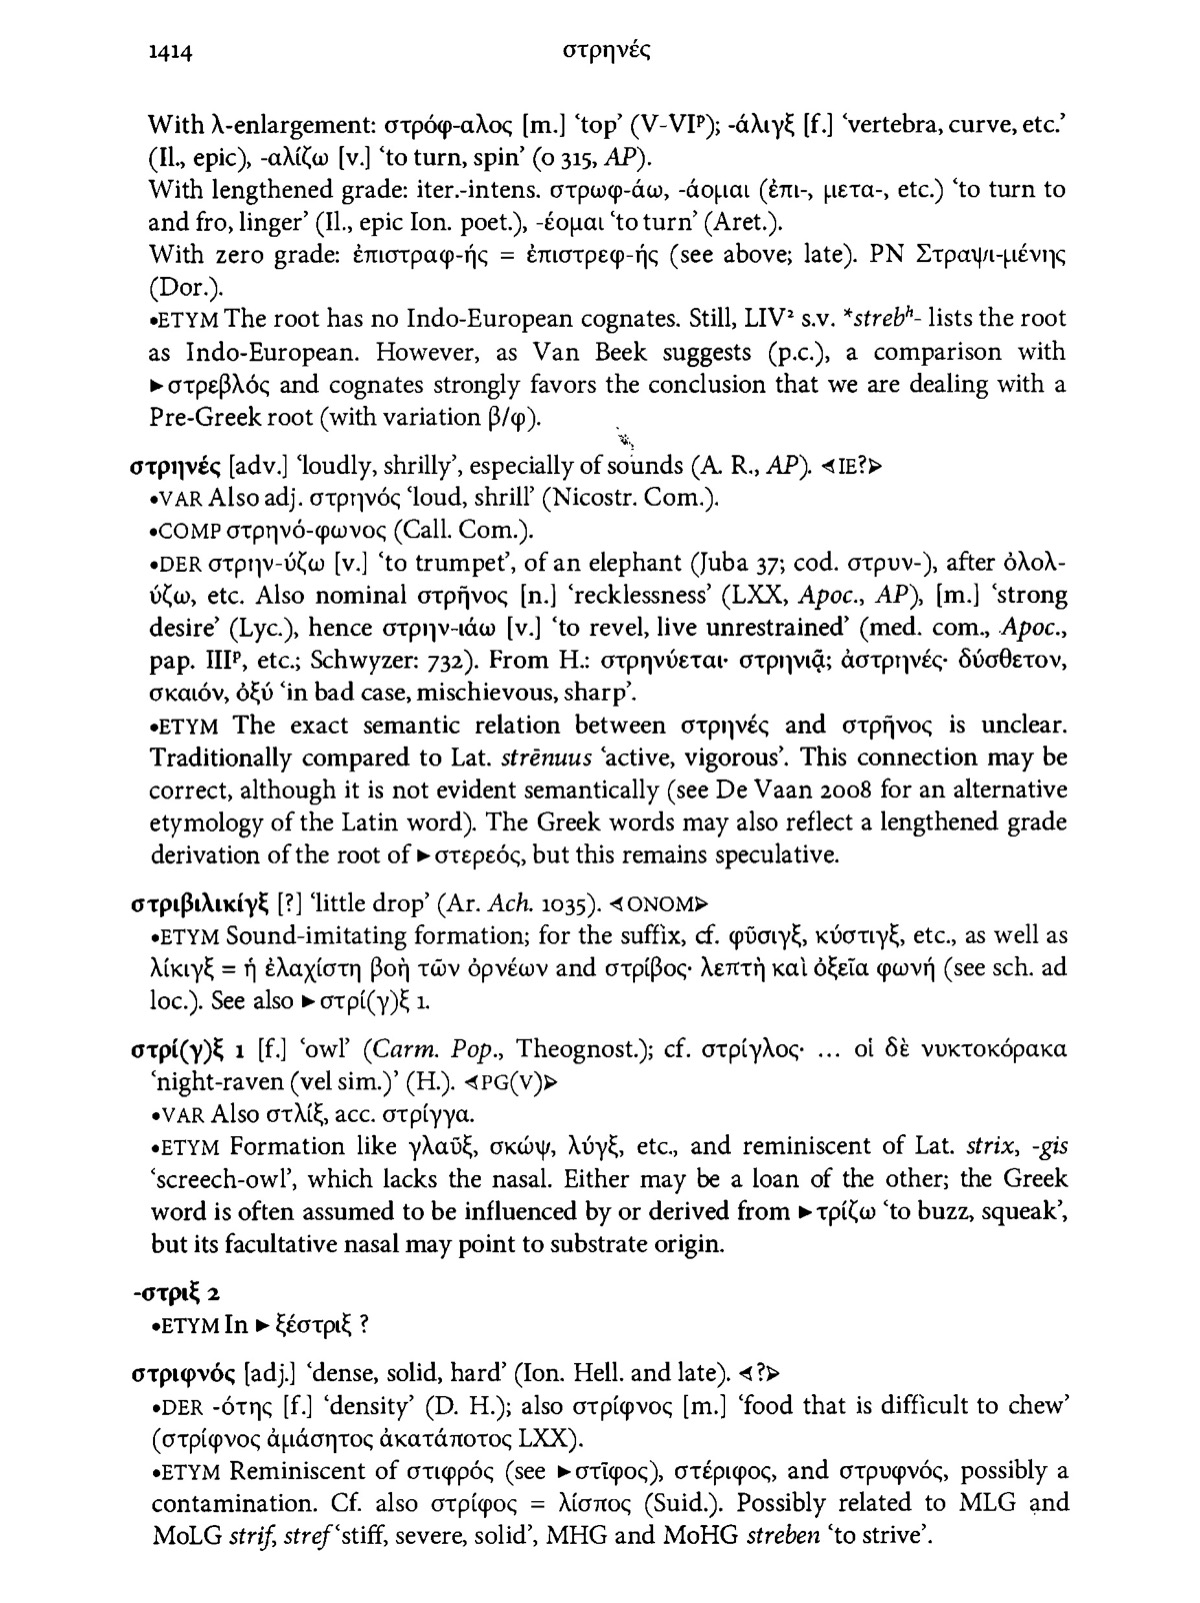 1414
στρηνές
With λ-enlargement: στρόφ-αλος [m.] ‘top’ (V-VIᵖ); -άλιγξ [f.] ‘vertebra, curve, etc.’
(Il., epic), -αλίζω [v.] ‘to turn, spin’ (ο 315, AP).
With lengthened grade: iter.-intens. στρωφ-άω, -άομαι (ἐπι-, μετα-, etc.) ‘to turn to
and fro, linger’ (Il., epic Ion. poet.), -έομαι ‘to turn’ (Aret.).
With zero grade: ἐπιστραφ-ής = ἐπιστρεφ-ής (see above; late). PN Στραψι-μένης
(Dor.).
•ETYM The root has no Indo-European cognates. Still, LIV² s.v. *strebʰ- lists the root
as Indo-European. However, as Van Beek suggests (p.c.), a comparison with
►στρεβλός and cognates strongly favors the conclusion that we are dealing with a
Pre-Greek root (with variation β/φ).
στρηνές [adv.] ‘loudly, shrilly’, especially of sounds (A. R., AP). ⋖IE?⋗
•VAR Also adj. στρηνός ‘loud, shrill’ (Nicostr. Com.).
•COMP στρηνό-φωνος (Call. Com.).
•DER στρην-ύζω [v.] ‘to trumpet’, of an elephant (Juba 37; cod. στρυν-), after ὀλολ-
ύζω, etc. Also nominal στρῆνος [n.] ‘recklessness’ (LXX, Apoc., AP), [m.] ‘strong
desire’ (Lyc.), hence στρην-ιάω [v.] ‘to revel, live unrestrained’ (med. com., Apoc.,
pap. IIIᵖ, etc.; Schwyzer: 732). From H.: στρηνύεται· στρηνιᾷ; ἀστρηνές· δύσθετον,
σκαιόν, ὀξύ ‘in bad case, mischievous, sharp’.
•ETYM The exact semantic relation between στρηνές and στρῆνος is unclear.
Traditionally compared to Lat. strēnuus ‘active, vigorous’. This connection may be
correct, although it is not evident semantically (see De Vaan 2008 for an alternative
etymology of the Latin word). The Greek words may also reflect a lengthened grade
derivation of the root of ►στερεός, but this remains speculative.
στριβιλικίγξ [?] ‘little drop’ (Ar. Ach. 1035). ⋖ONOM⋗
•ETYM Sound-imitating formation; for the suffix, cf. φῦσιγξ, κύστιγξ, etc., as well as
λίκιγξ = ἡ ἐλαχίστη βοὴ τῶν ὀρνέων and στρίβος· λεπτὴ καὶ ὀξεῖα φωνή (see sch. ad
loc.). See also ►στρί(γ)ξ 1.
στρί(γ)ξ 1 [f.] ‘owl’ (Carm. Pop., Theognost.); cf. στρίγλος· ... οἱ δὲ νυκτοκόρακα
‘night-raven (vel sim.)’ (H.). ⋖PG(V)⋗
•VAR Also στλίξ, acc. στρίγγα.
•ETYM Formation like γλαῦξ, σκώψ, λύγξ, etc., and reminiscent of Lat. strix, -gis
‘screech-owl’, which lacks the nasal. Either may be a loan of the other; the Greek
word is often assumed to be influenced by or derived from ►τρίζω ‘to buzz, squeak’,
but its facultative nasal may point to substrate origin.
-στριξ 2
•ETYM In ► ξέστριξ ?
στριφνός [adj.] ‘dense, solid, hard’ (Ion. Hell. and late). ⋖?⋗
•DER -ότης [f.] ‘density’ (D. H.); also στρίφνος [m.] ‘food that is difficult to chew’
(στρίφνος ἀμάσητος ἀκατάποτος LXX).
•ETYM Reminiscent of στιφρός (see ►στῖφος), στέριφος, and στρυφνός, possibly a
contamination. Cf. also στρίφος = λίσπος (Suid.). Possibly related to MLG and
MoLG strif, stref ‘stiff, severe, solid’, MHG and MoHG streben ‘to strive’.